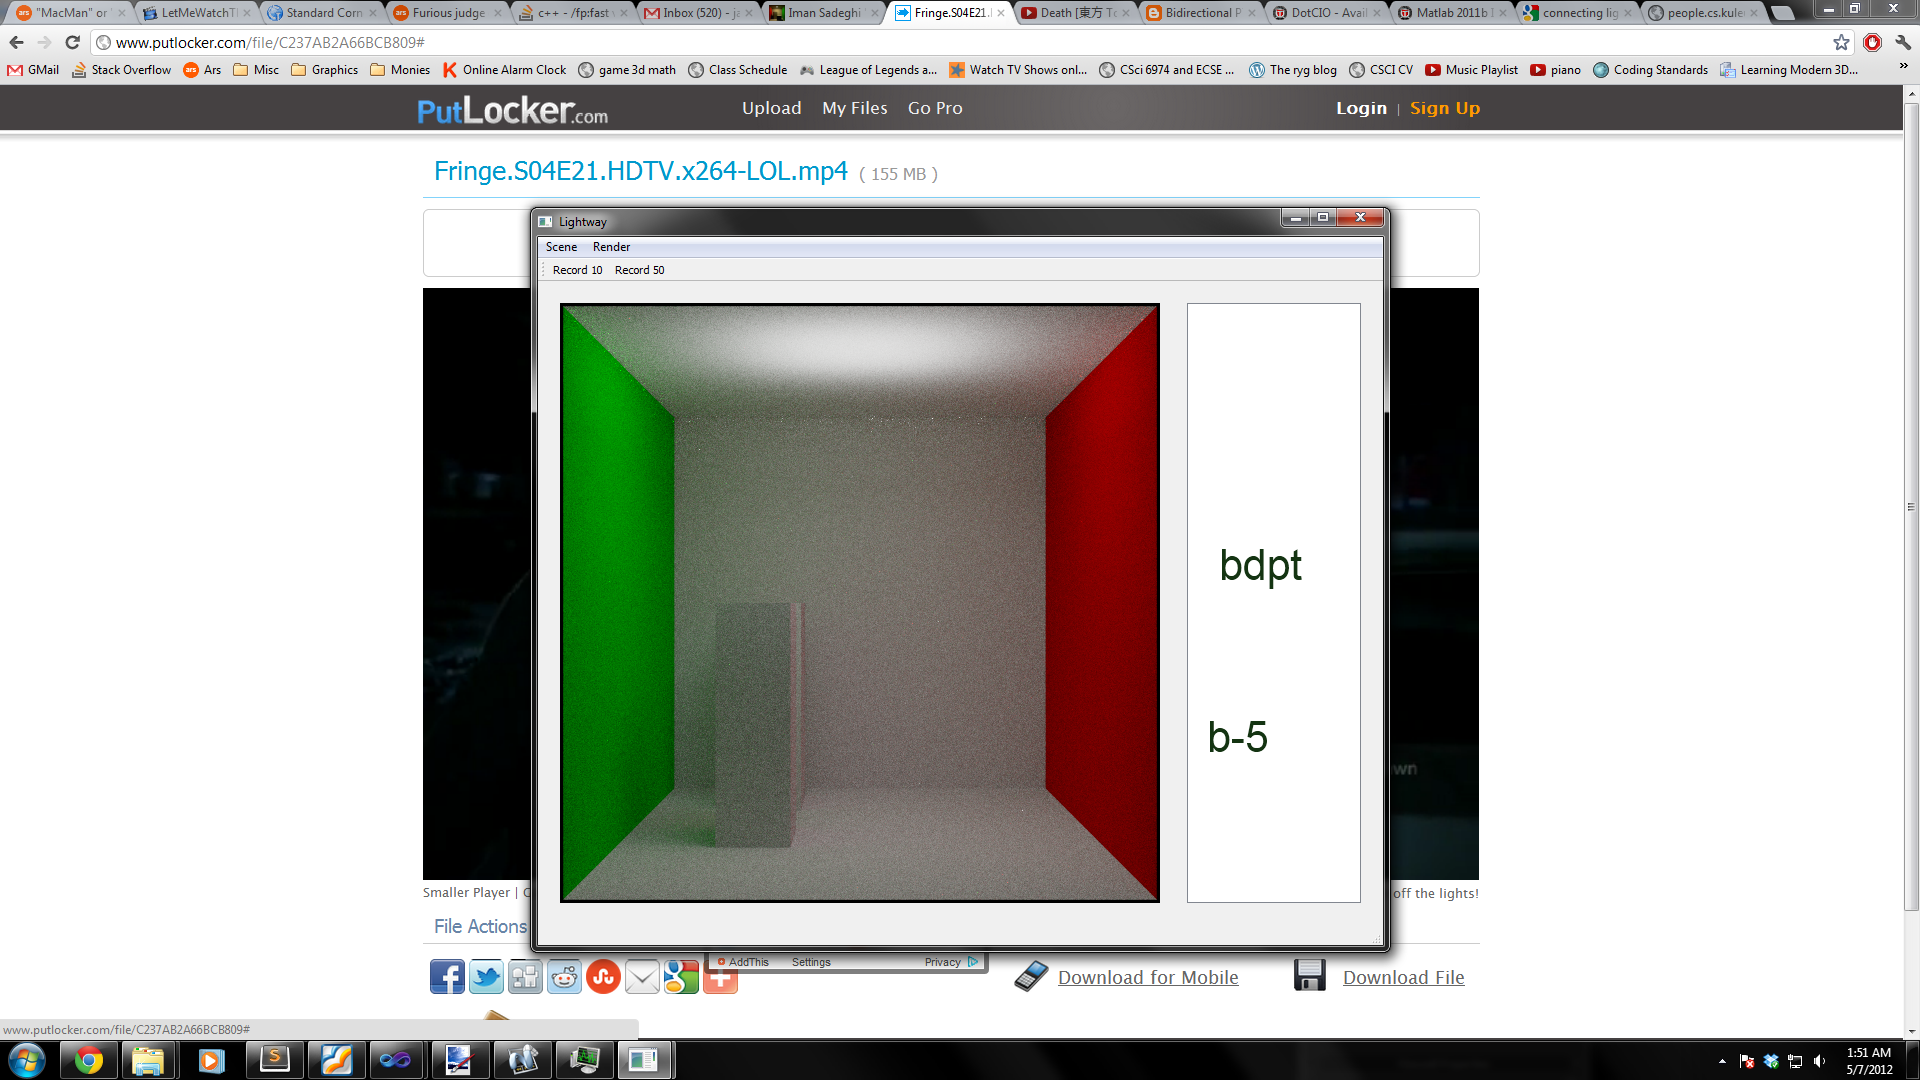 "MacMan" or
LetMeWatchT
Standard Corn
Furious judge
c++ - /fp:fast
Inbox (520) - j
Iman Sadeghi
Fringe.S04E21.
Death [東方 To
Bidirectional P
DotCIO - Avai
Matlab 2011b
connecting lig
people.cs.kule
www.putlocker.com/file/C237AB2A66BCB809#
GMail Stack Overflow Ars Misc Graphics Monies Online Alarm Clock game 3d math Class Schedule League of Legends a... Watch TV Shows onl... CSci 6974 and ECSE ... The ryg blog CSCI CV Music Playlist piano Coding Standards Learning Modern 3D... »
PutLocker.com Upload My Files Go Pro Login | Sign Up
Fringe.S04E21.HDTV.x264-LOL.mp4 ( 155 MB )
Lightway
Scene Render
Record 10 Record 50
bdpt
b-5
wn
Smaller Player |
off the lights!
File Actions
AddThis Settings Privacy
Download for Mobile Download File
www.putlocker.com/file/C237AB2A66BCB809#
1:51 AM
5/7/2012